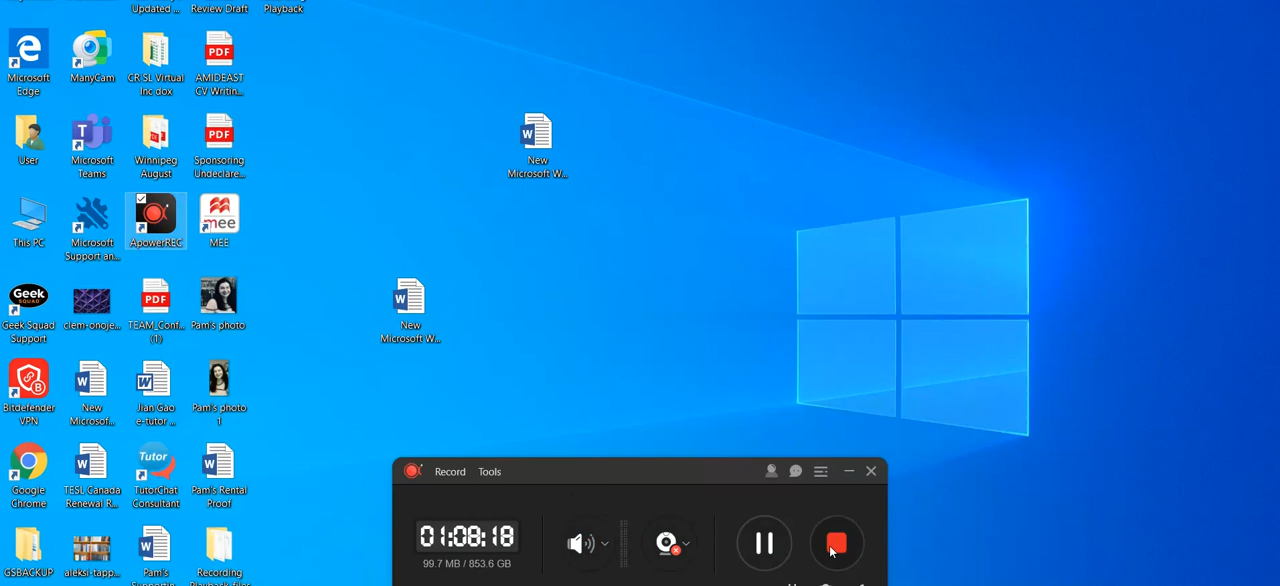 Updated ...
Review Draft
Playback
Microsoft
Edge
ManyCam
CR SL Virtual
Inc dox
PDF
AMIDEAST
CV Writin...
User
T
Microsoft
Teams
Winnipeg
August
PDF
Sponsoring
Undeclare...
W
New
Microsoft W...
This PC
Microsoft
Support an...
ApowerREC
mee
MEE
Geek
SQUAD
Geek Squad
Support
clem-onoje...
PDF
TEAM_Conf...
(1)
Pam's photo
W
New
Microsoft W...
B
Bitdefender
VPN
W
New
Microsof...
W
Jian Gao
e-tutor ...
Pam's photo
1
Google
Chrome
W
TESL Canada
Renewal R...
Tutor
TutorChat
Consultant
W
Pam's Rental
Proof
GSBACKUP
aleksi-tapp...
W
Pam's
Recording
Record
Tools
01:08:18
99.7 MB / 853.6 GB